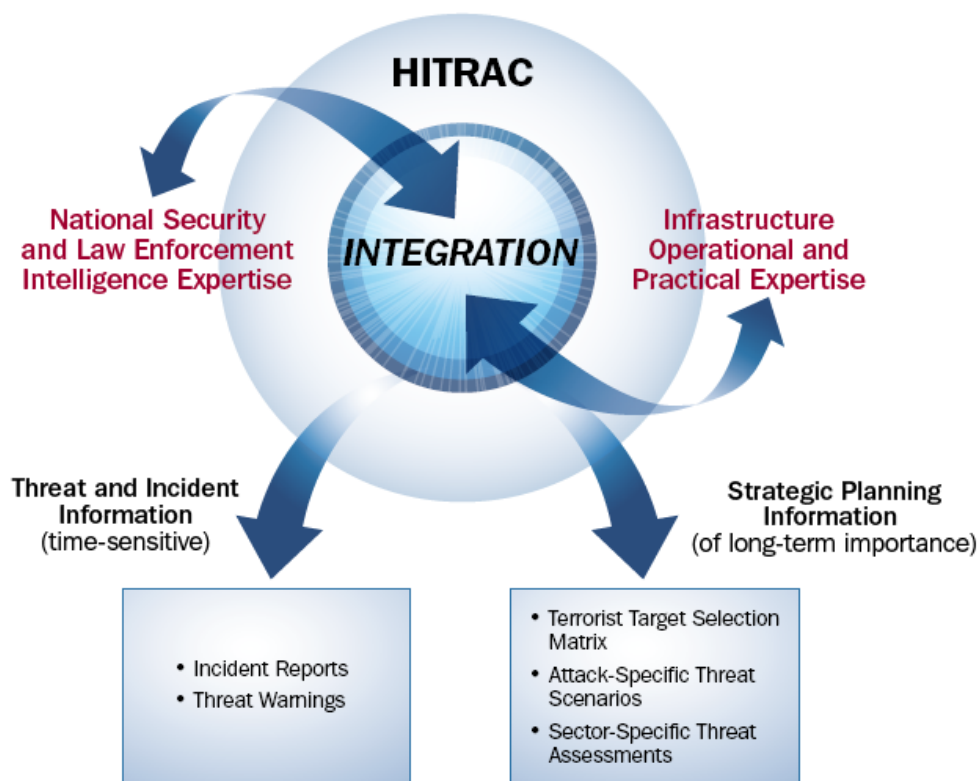 HITRAC
National Security
and Law Enforcement
Intelligence Expertise
INTEGRATION
Infrastructure
Operational and
Practical Expertise
Threat and Incident
Information
(time-sensitive)
Strategic Planning
Information
(of long-term importance)
• Incident Reports
• Threat Warnings
• Terrorist Target Selection
Matrix
• Attack-Specific Threat
Scenarios
• Sector-Specific Threat
Assessments